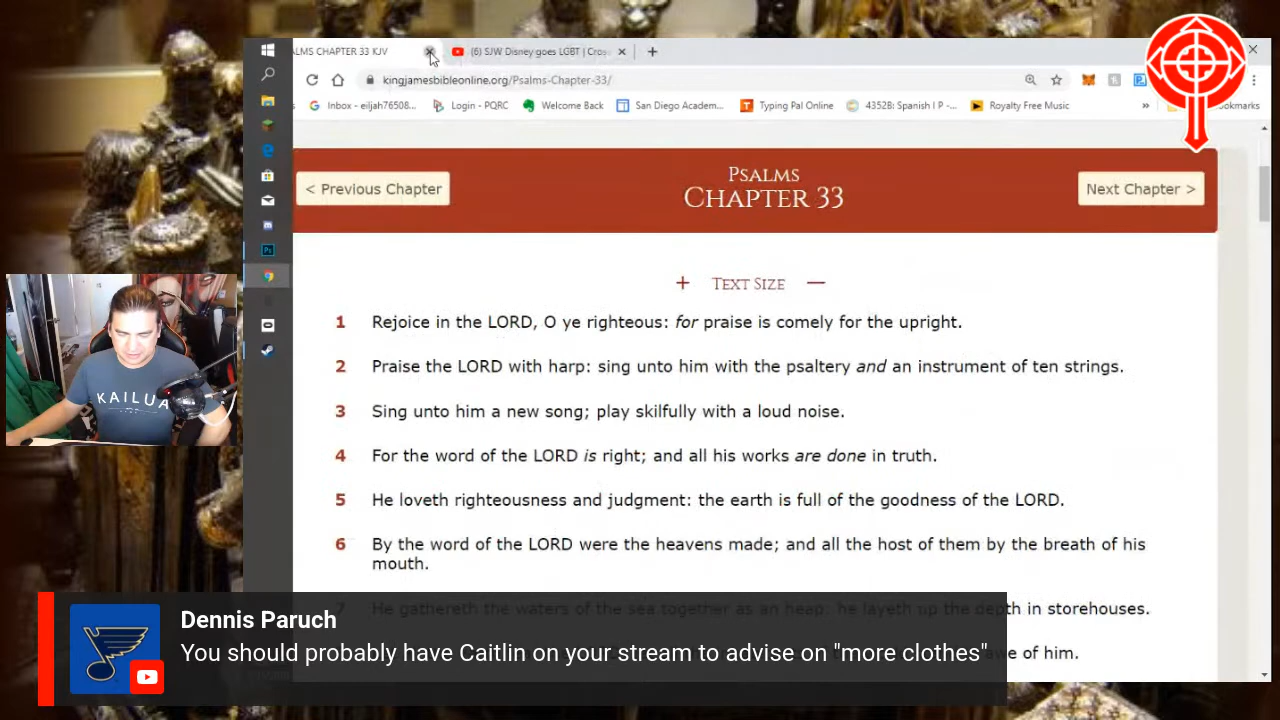 LMS CHAPTER 33 KJV
(6) SJW Disney goes LGBT | Cros
kingjamesbibleonline.org/Psalms-Chapter-33/
Inbox - eiljah76508...
Login - PQRC
Welcome Back
San Diego Academ...
Typing Pal Online
4352B: Spanish I P -...
Royalty Free Music
»
okmarks
< Previous Chapter
PSALMS
CHAPTER 33
Next Chapter >
+ TEXT SIZE —
1 Rejoice in the LORD, O ye righteous: for praise is comely for the upright.
2 Praise the LORD with harp: sing unto him with the psaltery and an instrument of ten strings.
3 Sing unto him a new song; play skilfully with a loud noise.
4 For the word of the LORD is right; and all his works are done in truth.
5 He loveth righteousness and judgment: the earth is full of the goodness of the LORD.
6 By the word of the LORD were the heavens made; and all the host of them by the breath of his
mouth.
7 He gathereth the waters of the sea together as an heap: he layeth up the depth in storehouses.
awe of him.
KAILUA
Dennis Paruch
You should probably have Caitlin on your stream to advise on "more clothes"